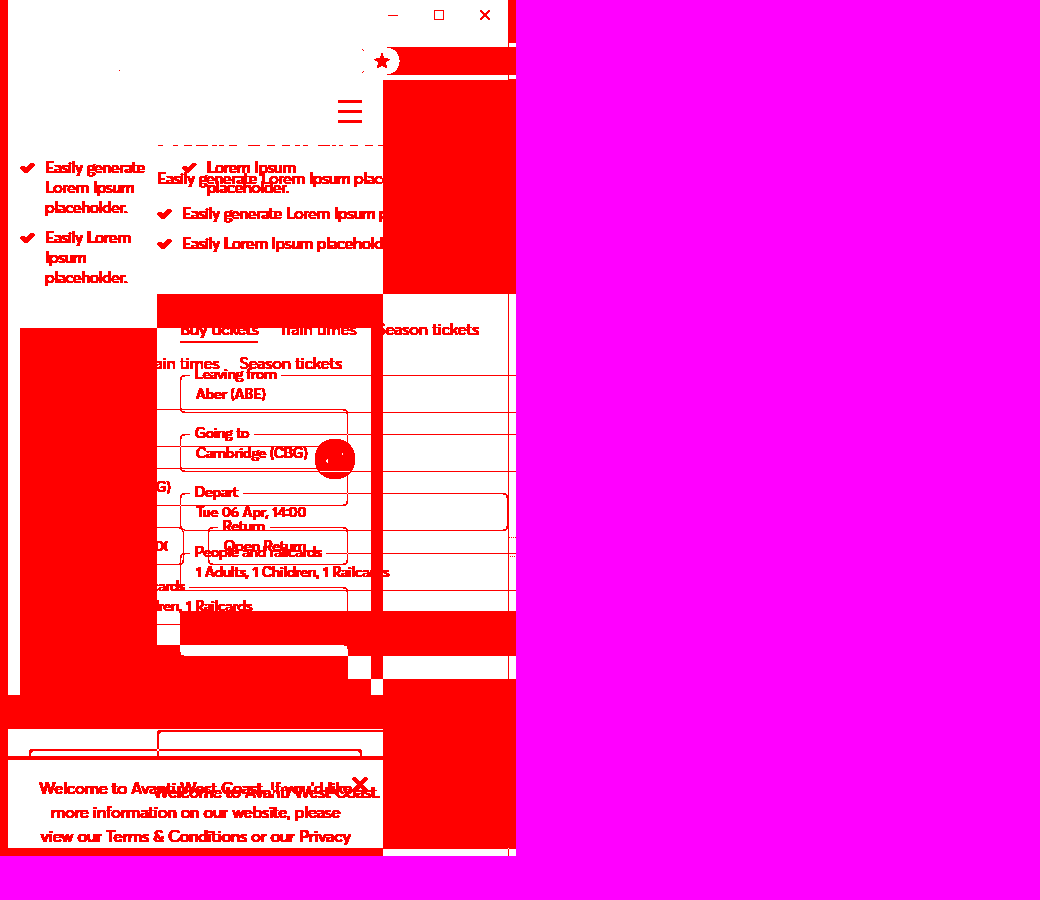 Easily generate
Lorem Ipsum
placeholder.
Easily Lorem
Ipsum
placeholder.
Lorem Ipsum
placeholder.
Easily generate Lorem Ipsum plac
Easily generate Lorem Ipsum
Easily Lorem Ipsum placehold
Buy tickets Train times Season tickets
ain times Season tickets
Leaving from
Aber (ABE)
Going to
Cambridge (CBG)
G)
Depart
Tue 06 Apr, 14:00
Return
Open Return
People and railcards
1 Adults, 1 Children, 1 Railcards
cards
ren, 1 Railcards
Welcome to Avanti West Coast. If you'd like
Welcome to Avanti West Coast.
more information on our website, please
view our Terms & Conditions or our Privacy